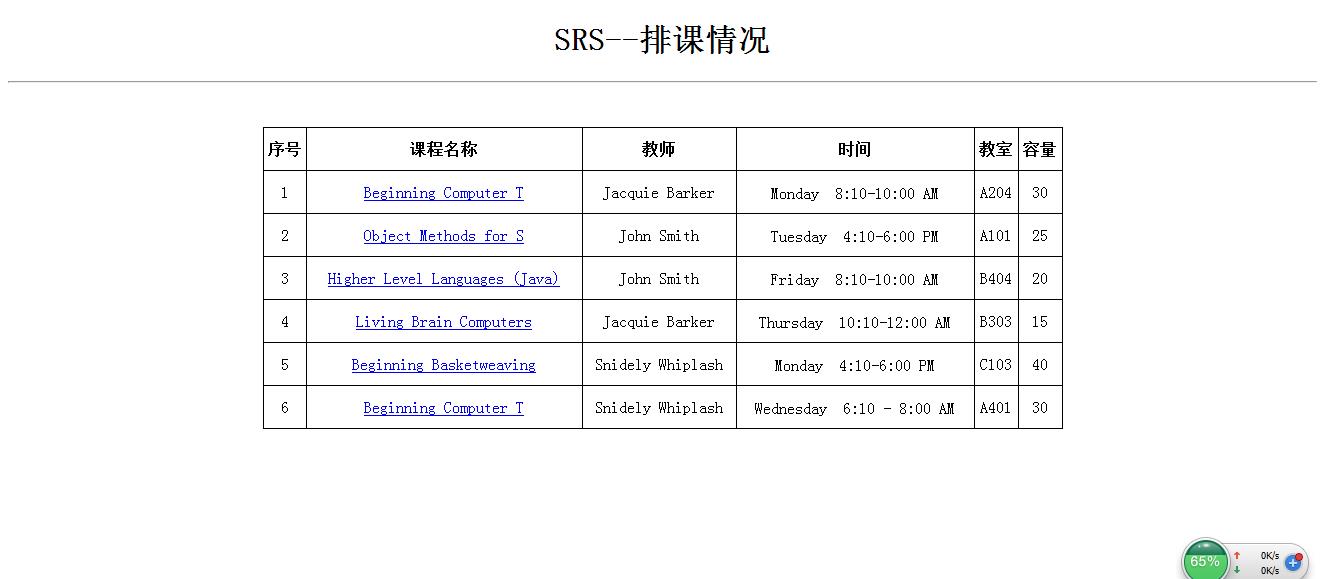 SRS--排课情况
序号 课程名称 教师 时间 教室 容量
1 Beginning Computer T Jacquie Barker Monday 8:10-10:00 AM A204 30
2 Object Methods for S John Smith Tuesday 4:10-6:00 PM A101 25
3 Higher Level Languages (Java) John Smith Friday 8:10-10:00 AM B404 20
4 Living Brain Computers Jacquie Barker Thursday 10:10-12:00 AM B303 15
5 Beginning Basketweaving Snidely Whiplash Monday 4:10-6:00 PM C103 40
6 Beginning Computer T Snidely Whiplash Wednesday 6:10 - 8:00 AM A401 30
65% 0K/s
0K/s